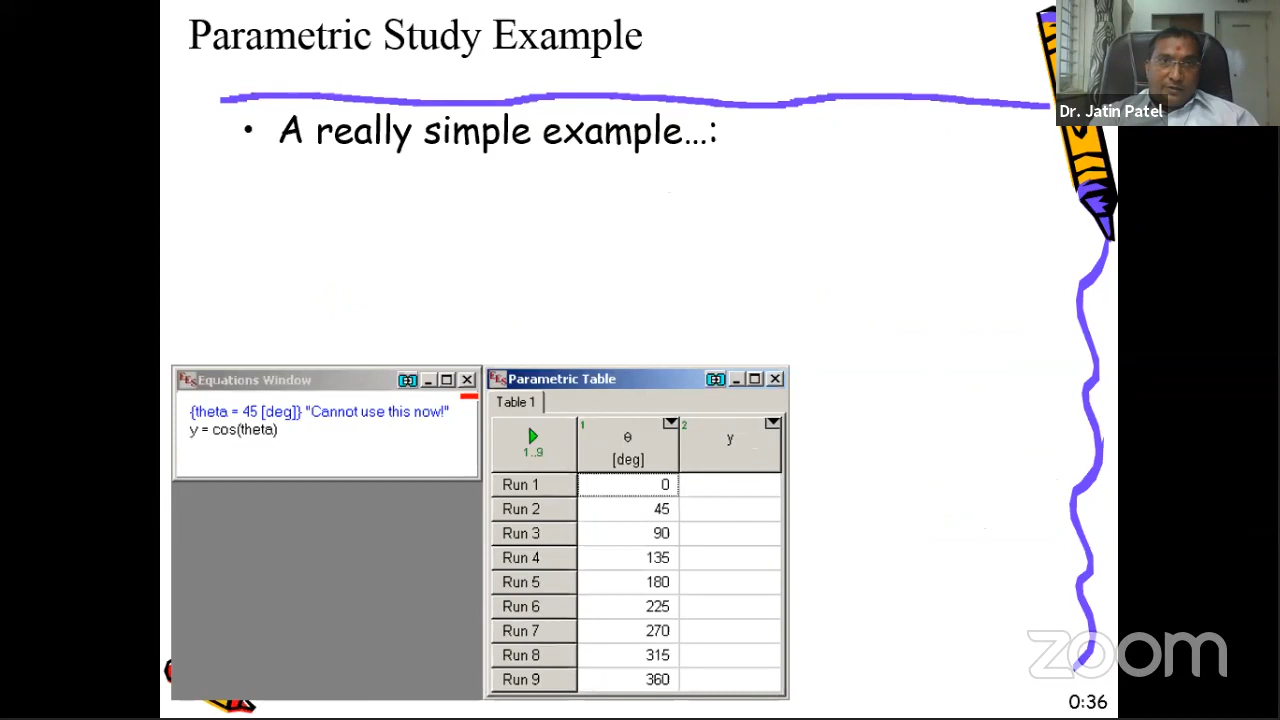 Parametric Study Example
Dr. Jatin Patel
• A really simple example...:
EES Equations Window
{theta = 45 [deg]} "Cannot use this now!"
y = cos(theta)
EES Parametric Table
Table 1
1..9
1 θ [deg]
2 y
Run 1 0
Run 2 45
Run 3 90
Run 4 135
Run 5 180
Run 6 225
Run 7 270
Run 8 315
Run 9 360
zoom
0:36